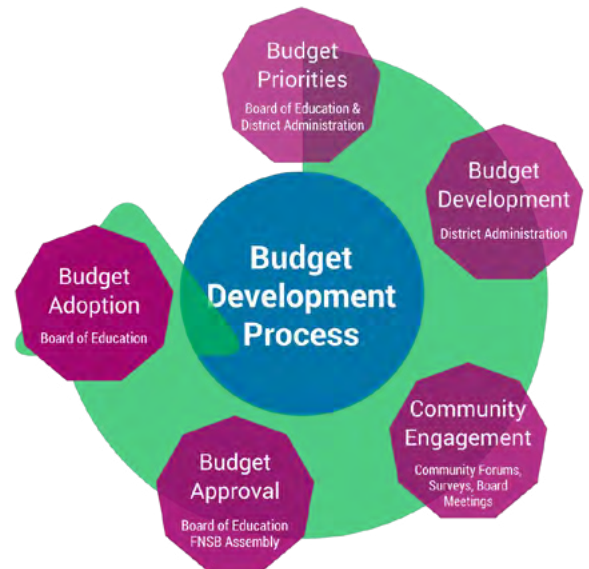 Budget
Priorities
Board of Education &
District Administration
Budget
Development
District Administration
Community
Engagement
Community Forums,
Surveys, Board
Meetings
Budget
Approval
Board of Education
FNSB Assembly
Budget
Adoption
Board of Education
Budget
Development
Process